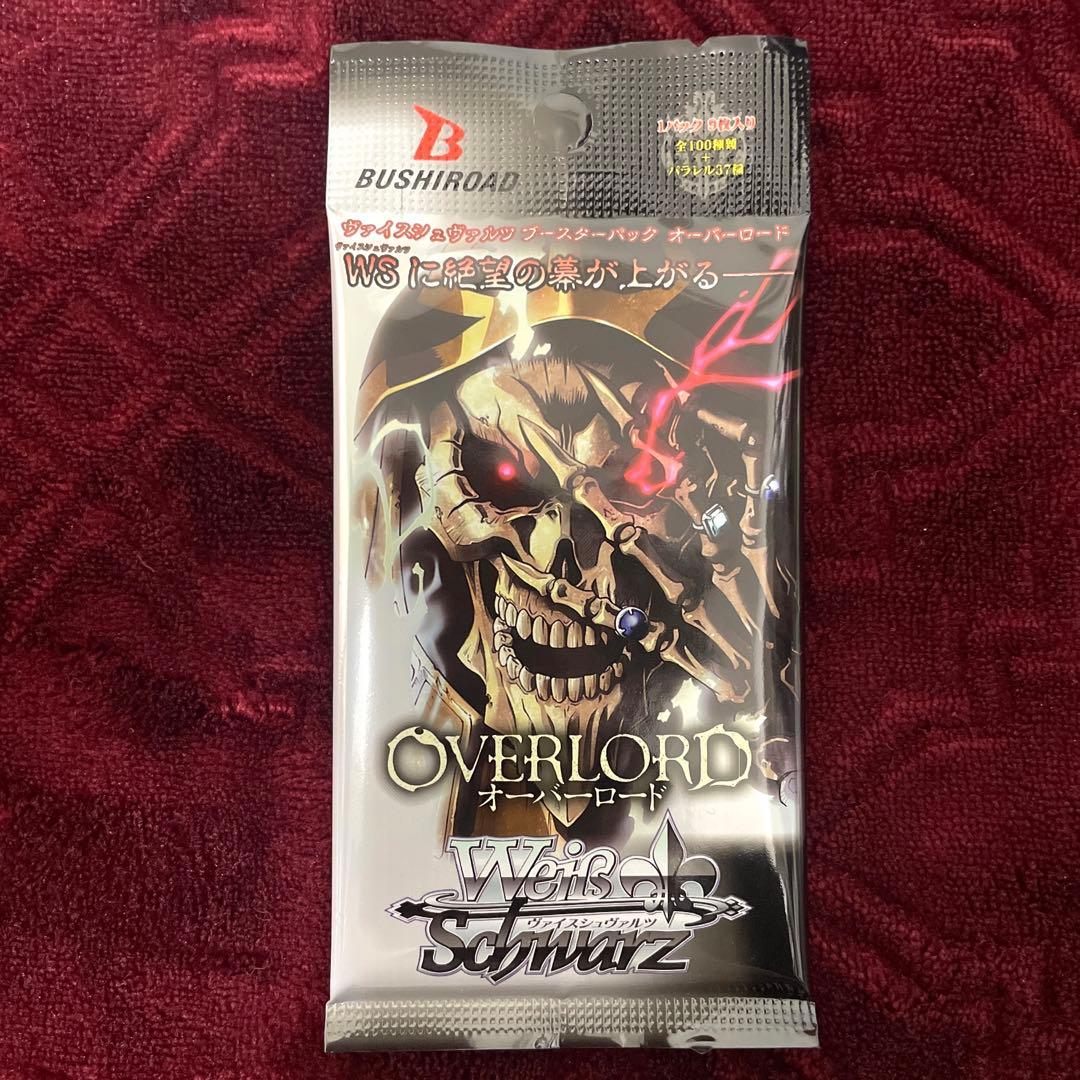 B
BUSHIROAD
1パック 9枚入り
全100種類
+
パラレル37種
ヴァイスシュヴァルツ ブースターパック オーバーロード
ヴァイスシュヴァルツ
WSに絶望の幕が上がる――
OVERLORD
オーバーロード
Weiß
ヴァイスシュヴァルツ
Schwarz